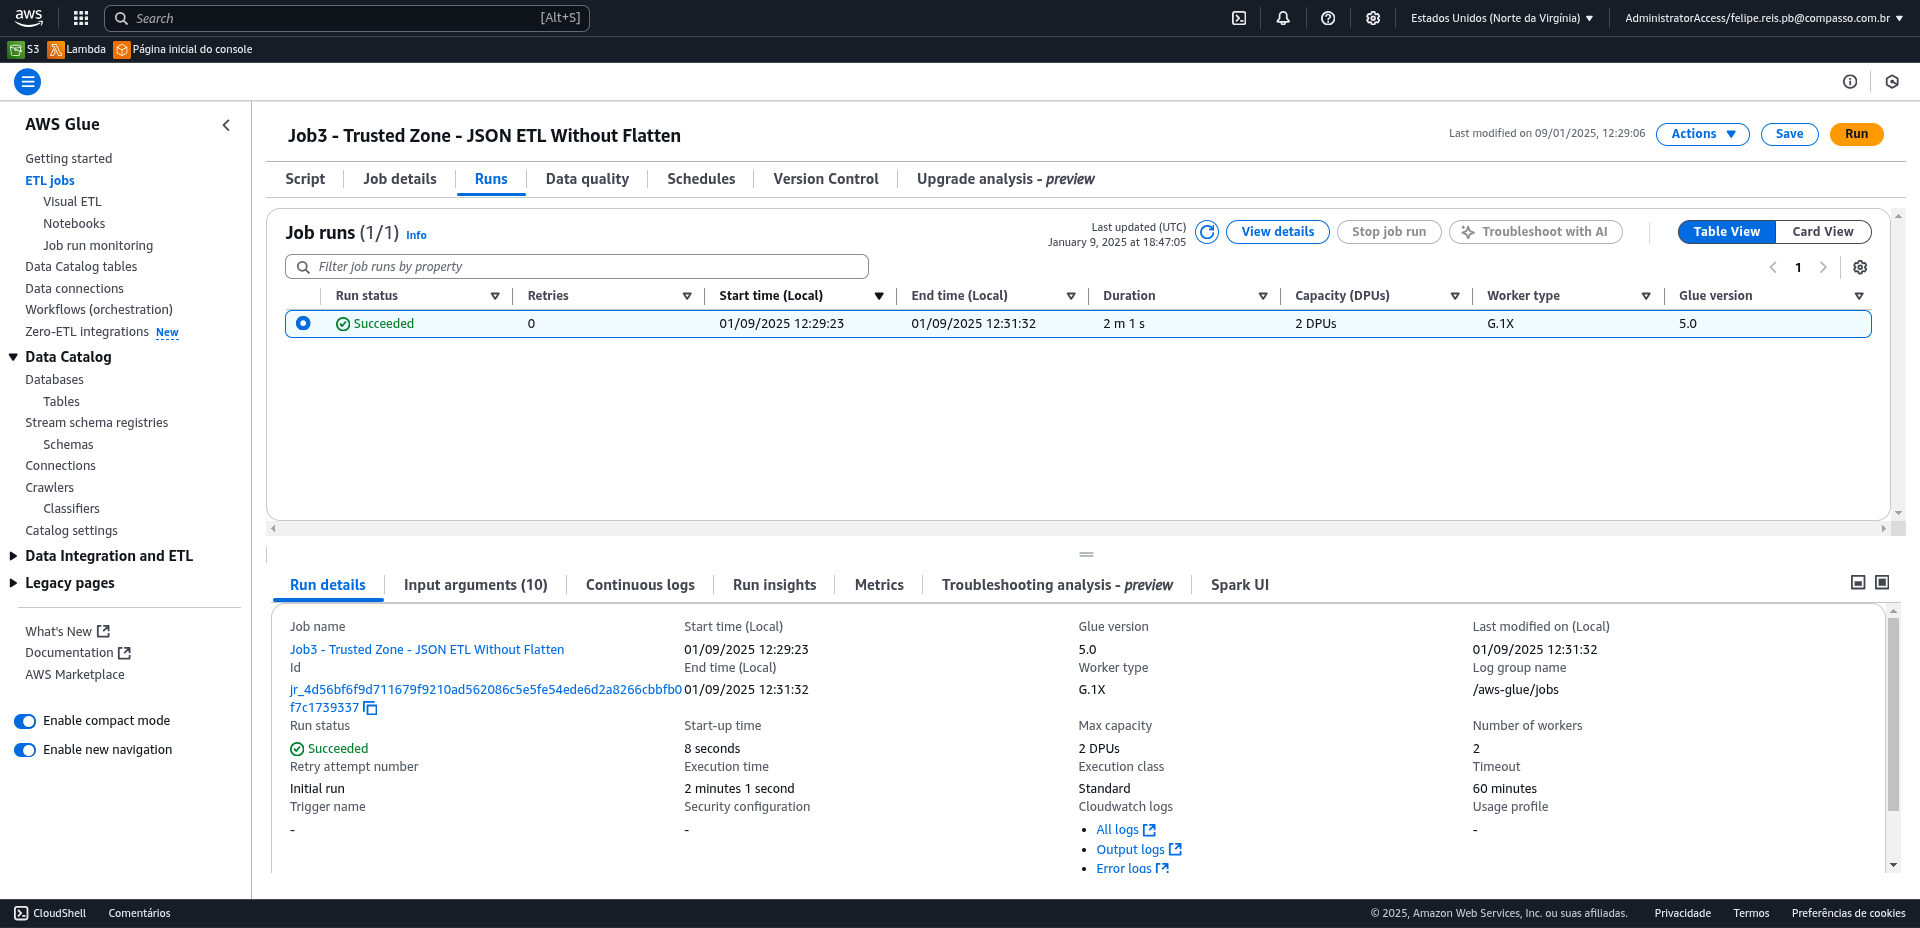 aws Search [Alt+S] Estados Unidos (Norte da Virgínia) AdministratorAccess/felipe.reis.pb@compasso.com.br
S3 Lambda Página inicial do console
AWS Glue
Getting started
ETL jobs
Visual ETL
Notebooks
Job run monitoring
Data Catalog tables
Data connections
Workflows (orchestration)
Zero-ETL integrations New
Data Catalog
Databases
Tables
Stream schema registries
Schemas
Connections
Crawlers
Classifiers
Catalog settings
Data Integration and ETL
Legacy pages
What's New
Documentation
AWS Marketplace
Enable compact mode
Enable new navigation
Job3 - Trusted Zone - JSON ETL Without Flatten
Last modified on 09/01/2025, 12:29:06 Actions Save Run
Script Job details Runs Data quality Schedules Version Control Upgrade analysis - preview
Job runs (1/1) Info
Last updated (UTC)
January 9, 2025 at 18:47:05
View details Stop job run Troubleshoot with AI Table View Card View
Filter job runs by property
1
Run status Retries Start time (Local) End time (Local) Duration Capacity (DPUs) Worker type Glue version
Succeeded 0 01/09/2025 12:29:23 01/09/2025 12:31:32 2 m 1 s 2 DPUs G.1X 5.0
Run details Input arguments (10) Continuous logs Run insights Metrics Troubleshooting analysis - preview Spark UI
Job name Start time (Local) Glue version Last modified on (Local)
Job3 - Trusted Zone - JSON ETL Without Flatten 01/09/2025 12:29:23 5.0 01/09/2025 12:31:32
Id End time (Local) Worker type Log group name
jr_4d56bf6f9d711679f9210ad562086c5e5fe54ede6d2a8266cbbfb0 01/09/2025 12:31:32 G.1X /aws-glue/jobs
f7c1739337
Run status Start-up time Max capacity Number of workers
Succeeded 8 seconds 2 DPUs 2
Retry attempt number Execution time Execution class Timeout
Initial run 2 minutes 1 second Standard 60 minutes
Trigger name Security configuration Cloudwatch logs Usage profile
- - All logs -
Output logs
Error logs
CloudShell Comentários © 2025, Amazon Web Services, Inc. ou suas afiliadas. Privacidade Termos Preferências de cookies